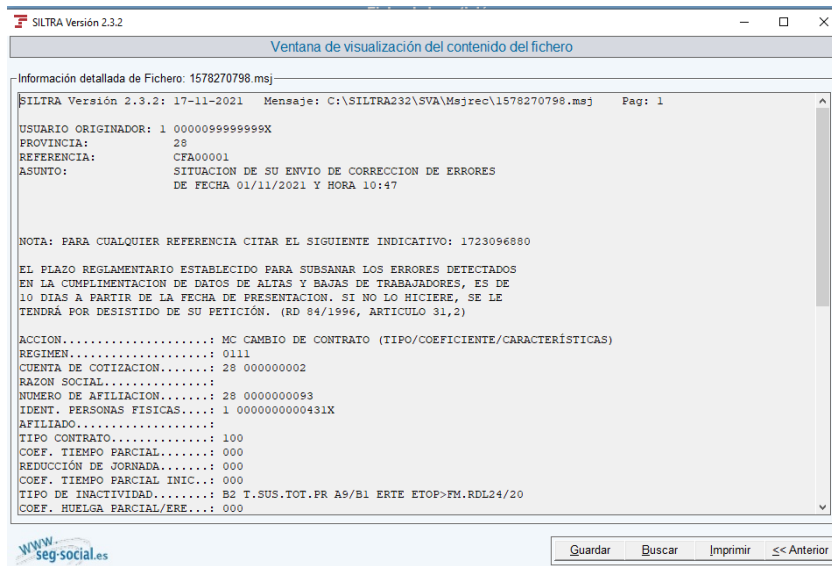 SILTRA Versión 2.3.2
Ventana de visualización del contenido del fichero
Información detallada de Fichero: 1578270798.msj
SILTRA Versión 2.3.2: 17-11-2021 Mensaje: C:\SILTRA232\SVA\Msjrec\1578270798.msj Pag: 1
USUARIO ORIGINADOR: 1 0000099999999X
PROVINCIA: 28
REFERENCIA: CFA00001
ASUNTO: SITUACION DE SU ENVIO DE CORRECCION DE ERRORES
DE FECHA 01/11/2021 Y HORA 10:47
NOTA: PARA CUALQUIER REFERENCIA CITAR EL SIGUIENTE INDICATIVO: 1723096880
EL PLAZO REGLAMENTARIO ESTABLECIDO PARA SUBSANAR LOS ERRORES DETECTADOS
EN LA CUMPLIMENTACION DE DATOS DE ALTAS Y BAJAS DE TRABAJADORES, ES DE
10 DIAS A PARTIR DE LA FECHA DE PRESENTACION. SI NO LO HICIERE, SE LE
TENDRÁ POR DESISTIDO DE SU PETICIÓN. (RD 84/1996, ARTICULO 31,2)
ACCION.....................: MC CAMBIO DE CONTRATO (TIPO/COEFICIENTE/CARACTERÍSTICAS)
REGIMEN....................: 0111
CUENTA DE COTIZACION.......: 28 000000002
RAZON SOCIAL...............:
NUMERO DE AFILIACION.......: 28 0000000093
IDENT. PERSONAS FISICAS....: 1 0000000000431X
AFILIADO...................:
TIPO CONTRATO..............: 100
COEF. TIEMPO PARCIAL.......: 000
REDUCCIÓN DE JORNADA.......: 000
COEF. TIEMPO PARCIAL INIC..: 000
TIPO DE INACTIVIDAD........: B2 T.SUS.TOT.PR A9/B1 ERTE ETOP>FM.RDL24/20
COEF. HUELGA PARCIAL/ERE...: 000
www.seg-social.es
Guardar Buscar Imprimir << Anterior